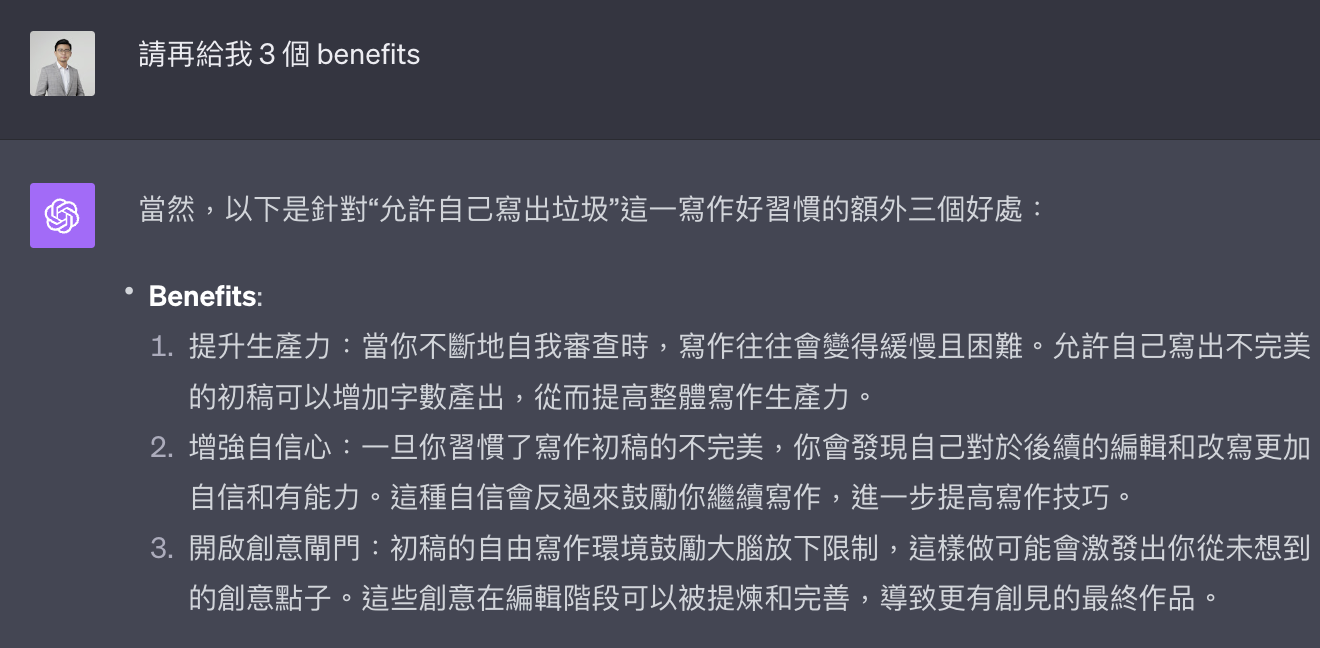 請再給我 3 個 benefits
當然，以下是針對“允許自己寫出垃圾”這一寫作好習慣的額外三個好處：
• Benefits:
1. 提升生產力：當你不斷地自我審查時，寫作往往會變得緩慢且困難。允許自己寫出不完美
的初稿可以增加字數產出，從而提高整體寫作生產力。
2. 增強自信心：一旦你習慣了寫作初稿的不完美，你會發現自己對於後續的編輯和改寫更加
自信和有能力。這種自信會反過來鼓勵你繼續寫作，進一步提高寫作技巧。
3. 開啟創意閘門：初稿的自由寫作環境鼓勵大腦放下限制，這樣做可能會激發出你從未想到
的創意點子。這些創意在編輯階段可以被提煉和完善，導致更有創見的最終作品。